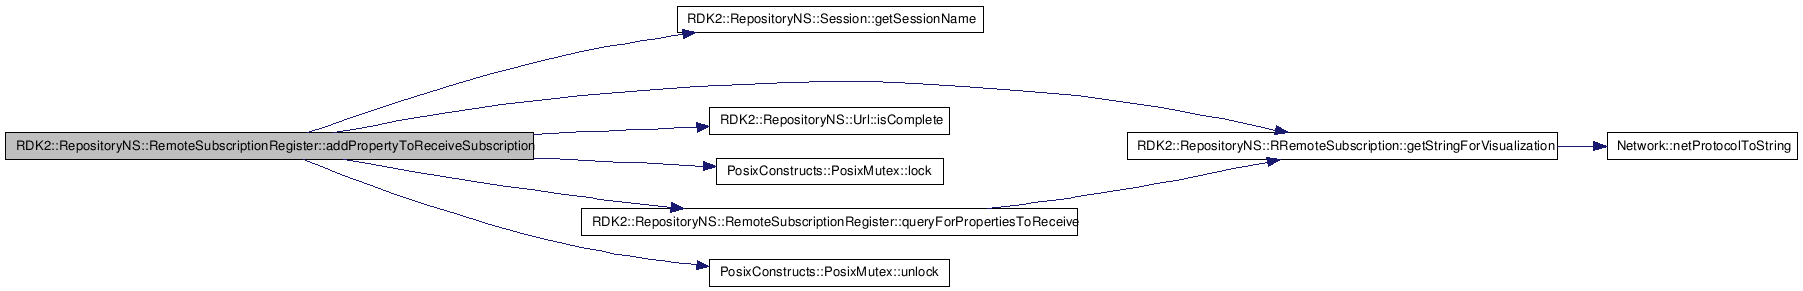 RDK2::RepositoryNS::Session::getSessionName
RDK2::RepositoryNS::Url::isComplete
RDK2::RepositoryNS::RemoteSubscriptionRegister::addPropertyToReceiveSubscription
RDK2::RepositoryNS::RRemoteSubscription::getStringForVisualization
Network::netProtocolToString
PosixConstructs::PosixMutex::lock
RDK2::RepositoryNS::RemoteSubscriptionRegister::queryForPropertiesToReceive
PosixConstructs::PosixMutex::unlock